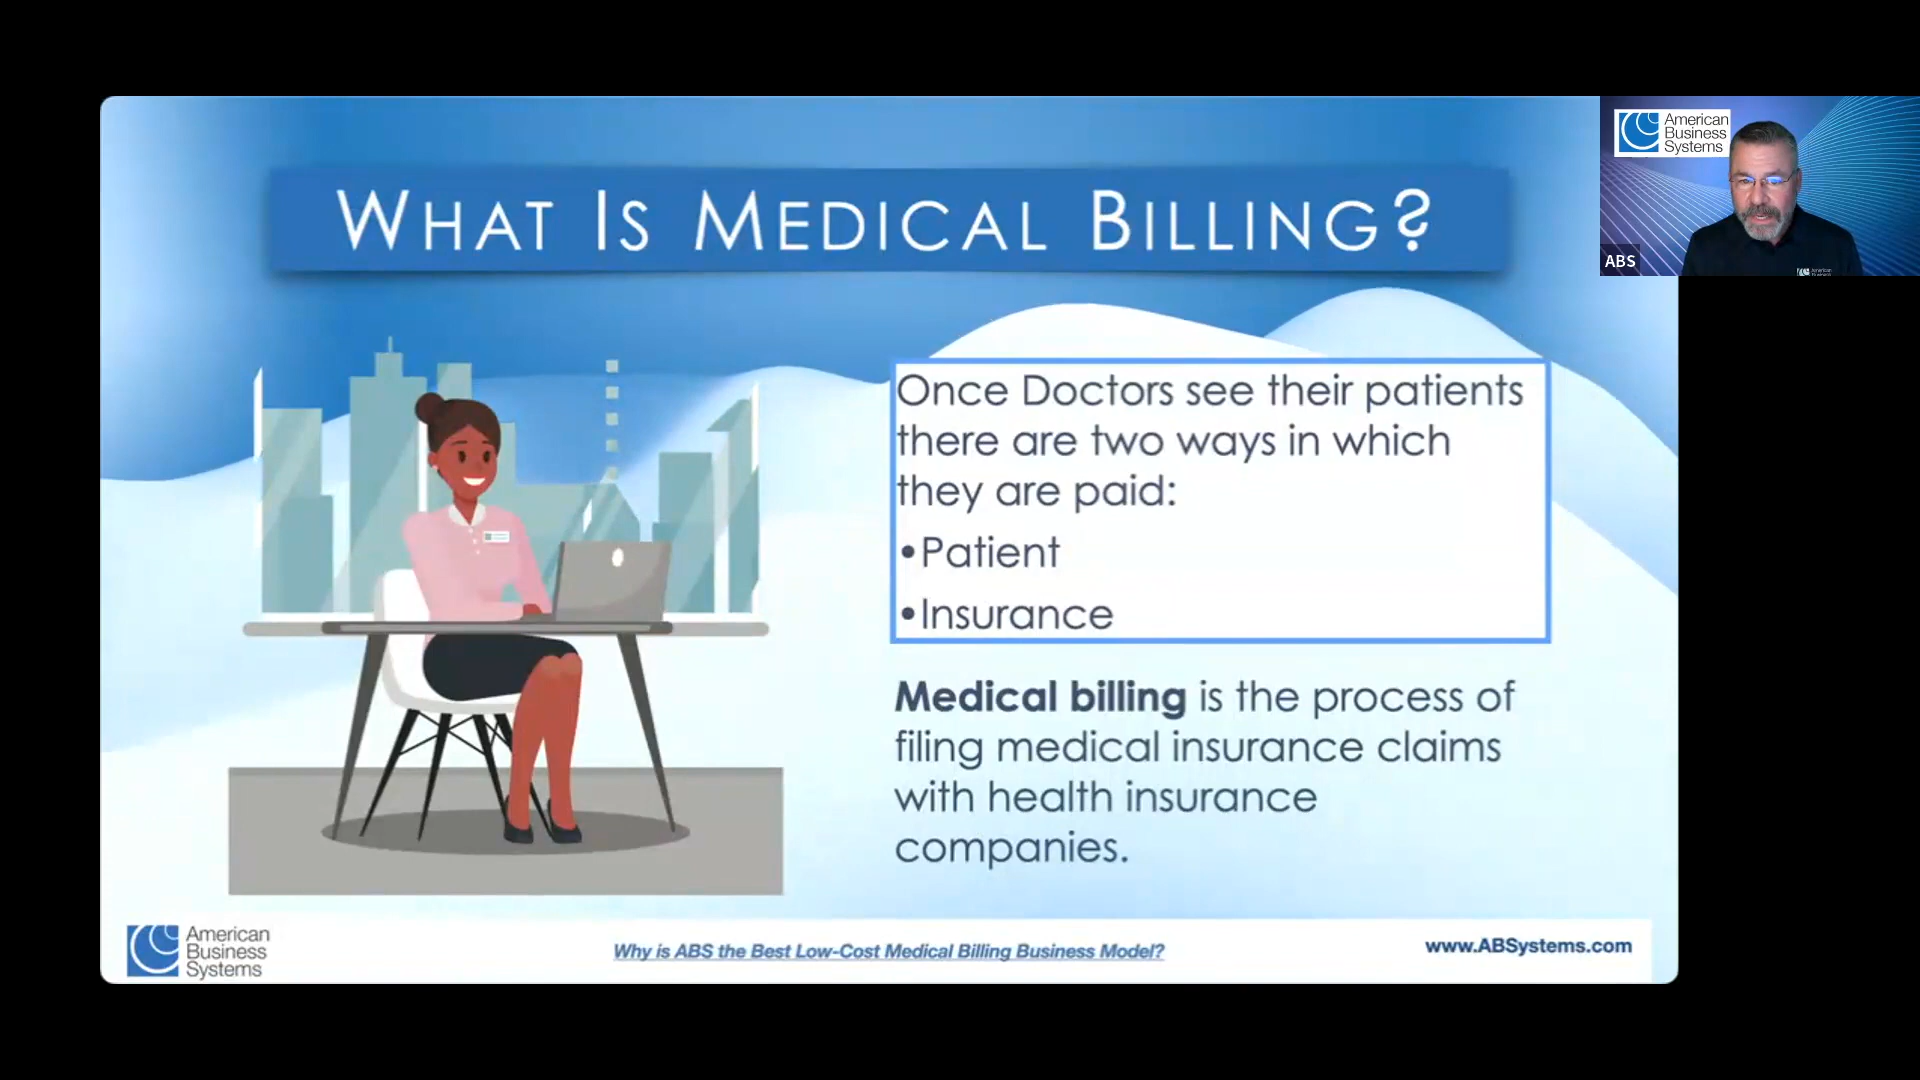 WHAT IS MEDICAL BILLING?
American
Business
Systems
ABS
Once Doctors see their patients
there are two ways in which
they are paid:
•Patient
•Insurance
Medical billing is the process of
filing medical insurance claims
with health insurance
companies.
American
Business
Systems
Why is ABS the Best Low-Cost Medical Billing Business Model?
www.ABSystems.com